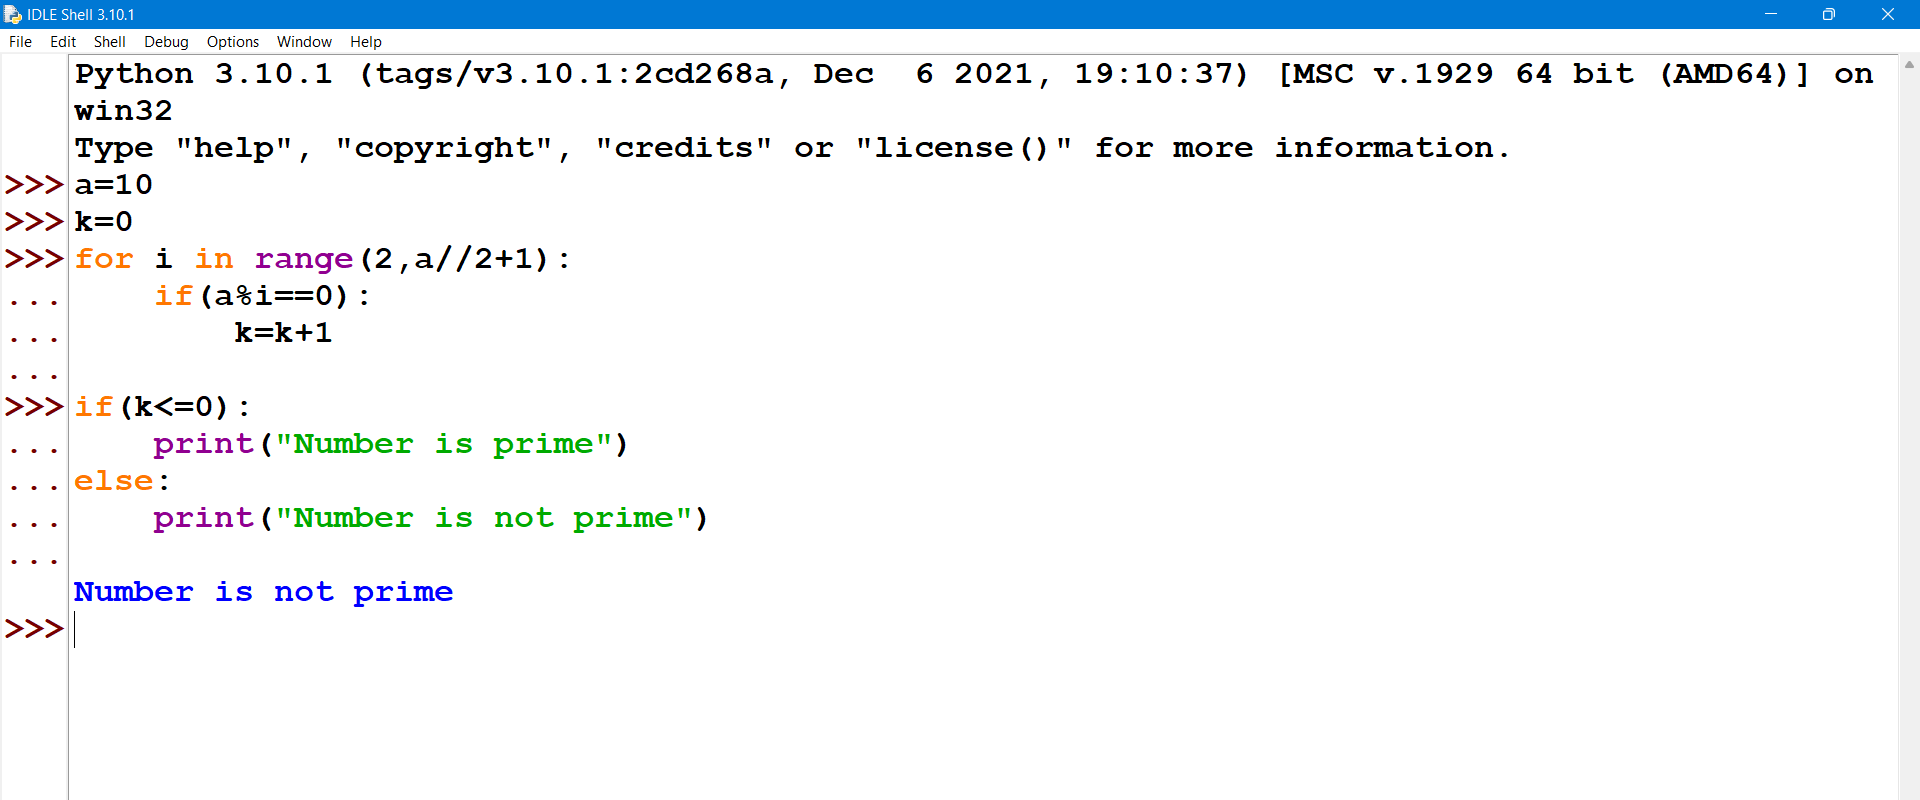 IDLE Shell 3.10.1
File Edit Shell Debug Options Window Help
Python 3.10.1 (tags/v3.10.1:2cd268a, Dec  6 2021, 19:10:37) [MSC v.1929 64 bit (AMD64)] on
win32
Type "help", "copyright", "credits" or "license()" for more information.
>>> a=10
>>> k=0
>>> for i in range(2,a//2+1):
...     if(a%i==0):
...         k=k+1
...
>>> if(k<=0):
...     print("Number is prime")
... else:
...     print("Number is not prime")
...
Number is not prime
>>>